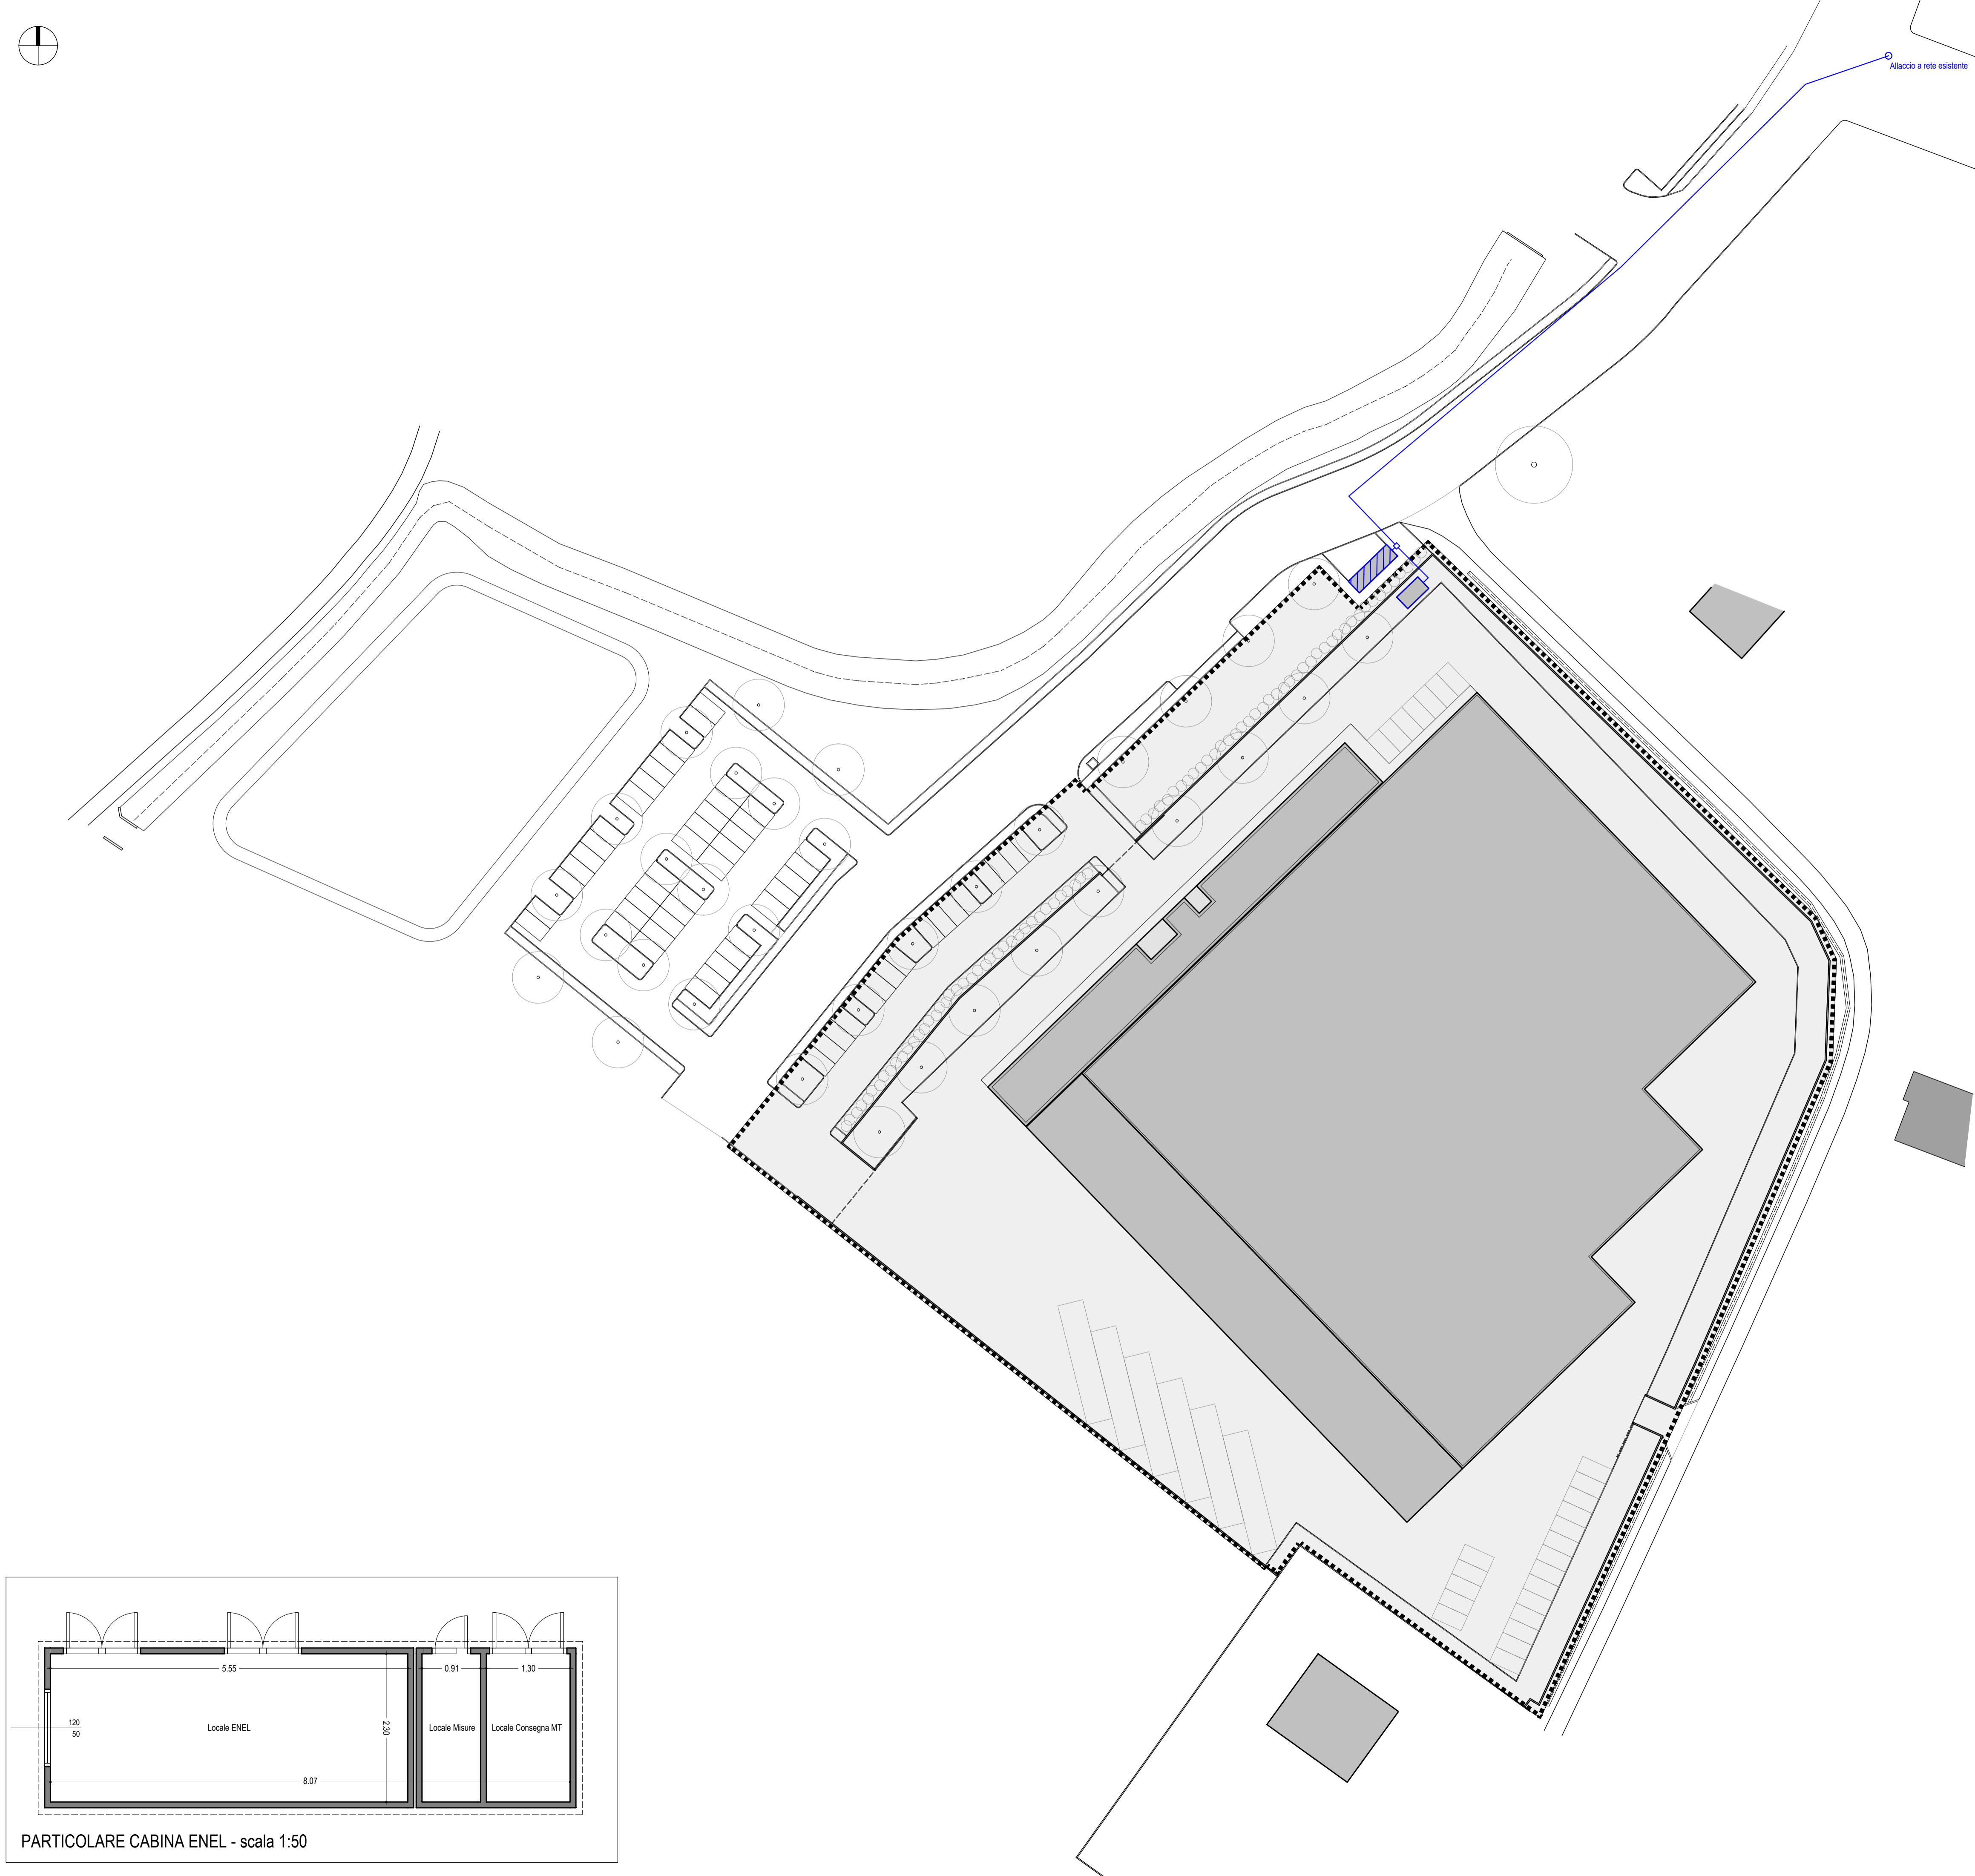 Allaccio a rete esistente
5.55
0.91
1.30
120
50
Locale ENEL
2.30
Locale Misure
Locale Consegna MT
8.07
PARTICOLARE CABINA ENEL - scala 1:50